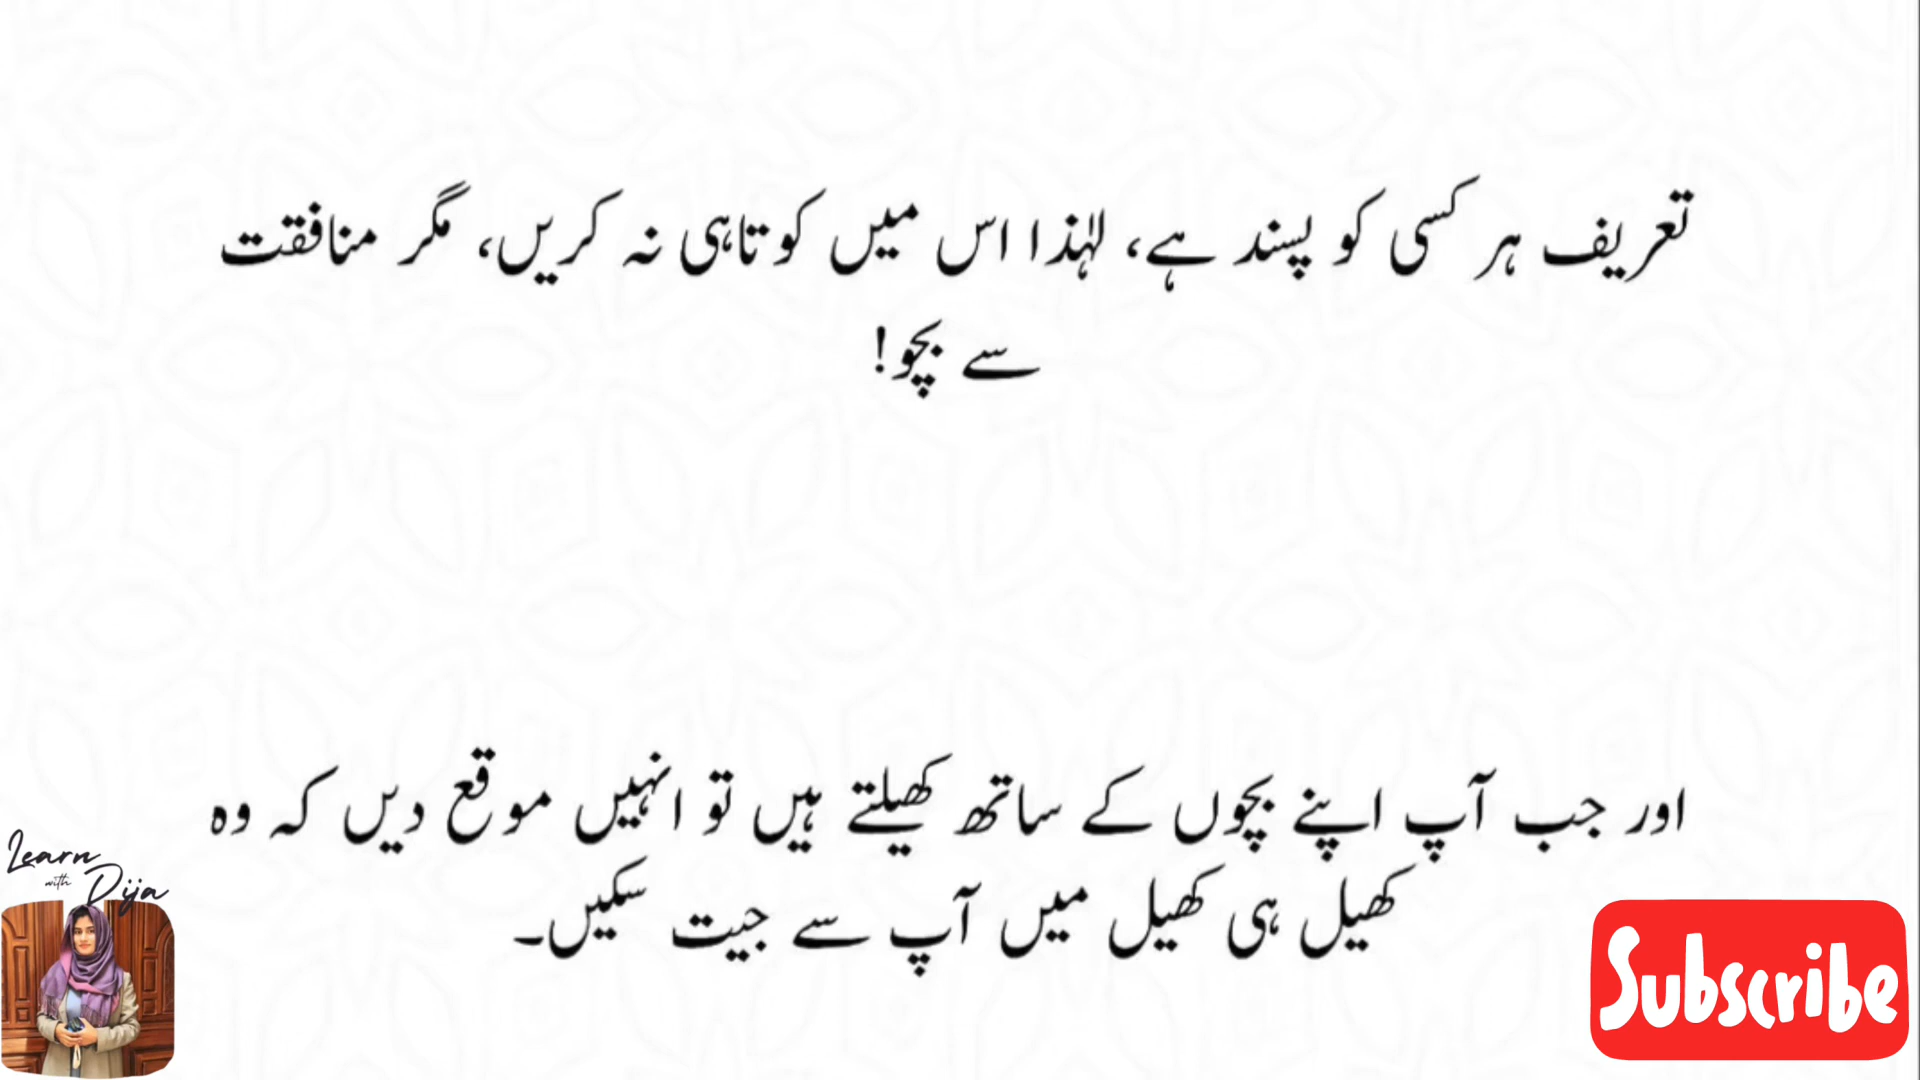 تعریف ہر کسی کو پسند ہے، لہٰذا اس میں کوتاہی نہ کریں، مگر منافقت
سے بچو!
اور جب آپ اپنے بچوں کے ساتھ کھیلتے ہیں تو انہیں موقع دیں کہ وہ
کھیل ہی کھیل میں آپ سے جیت سکیں۔
Learn
with
Dija
Subscribe